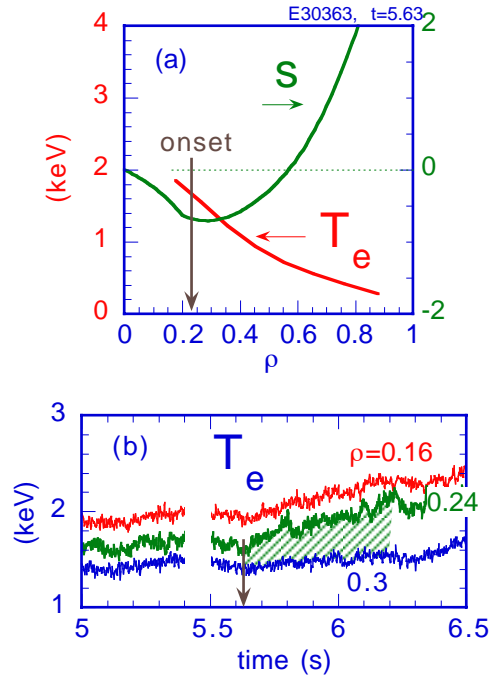 E30363, t=5.63
4 (a) 2
S
3
onset
(keV) 2 0
1 T e
0 -2
0 0.2 0.4 0.6 0.8 1
ρ
3
(b) T e ρ=0.16
(keV) 2 0.24
0.3
1
5 5.5 6 6.5
time (s)